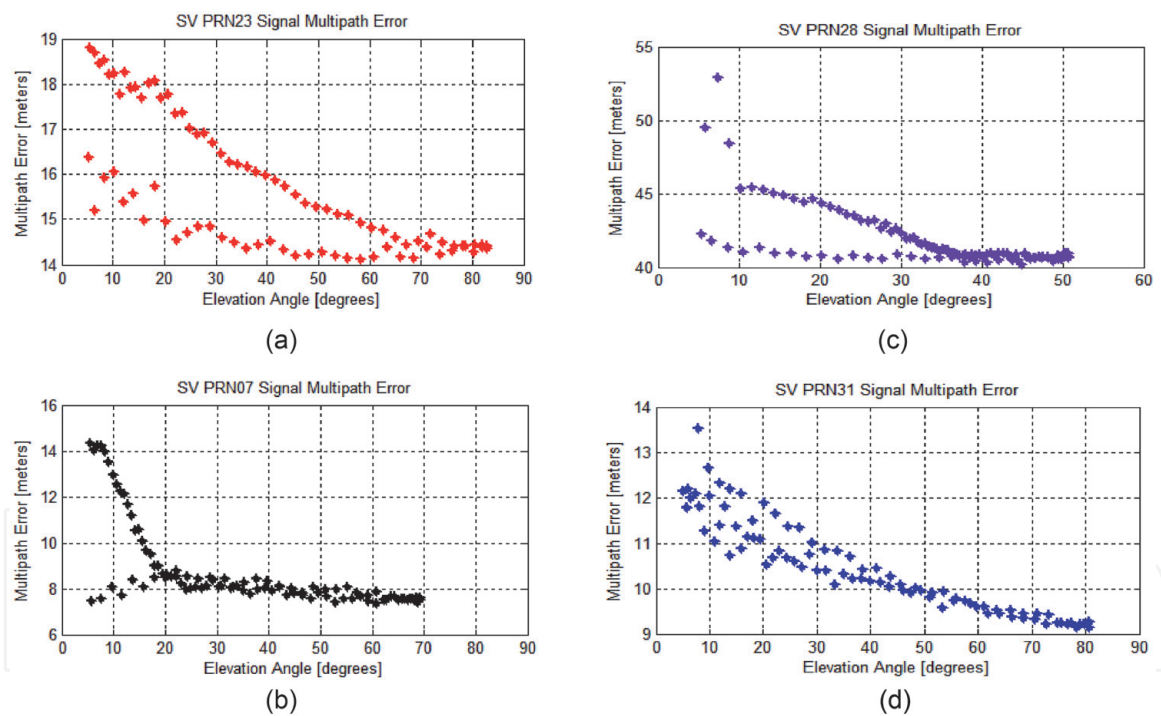 SV PRN23 Signal Multipath Error
Multipath Error [meters]
19
18
17
16
15
14
0 10 20 30 40 50 60 70 80 90
Elevation Angle [degrees]
(a)
SV PRN28 Signal Multipath Error
Multipath Error [meters]
55
50
45
40
0 10 20 30 40 50 60
Elevation Angle [degrees]
(c)
SV PRN07 Signal Multipath Error
Multipath Error [meters]
16
14
12
10
8
6
0 10 20 30 40 50 60 70 80 90
Elevation Angle [degrees]
(b)
SV PRN31 Signal Multipath Error
Multipath Error [meters]
14
13
12
11
10
9
0 10 20 30 40 50 60 70 80 90
Elevation Angle [degrees]
(d)